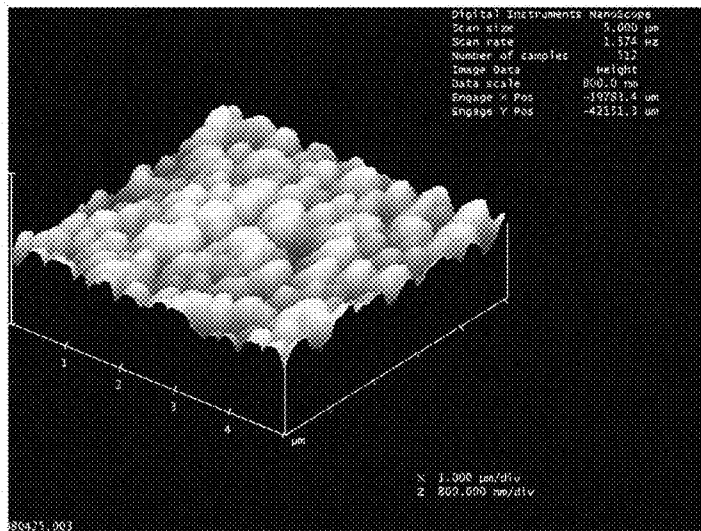 Digital Instruments NanoScope
Scan size 5.000 µm
Scan rate 1.374 Hz
Number of samples 512
Image Data Height
Data scale 800.0 nm
Engage X Pos -19783.4 um
Engage Y Pos -42151.3 um
1
2
3
4
µm
X 1.000 µm/div
Z 800.000 nm/div
080425.003